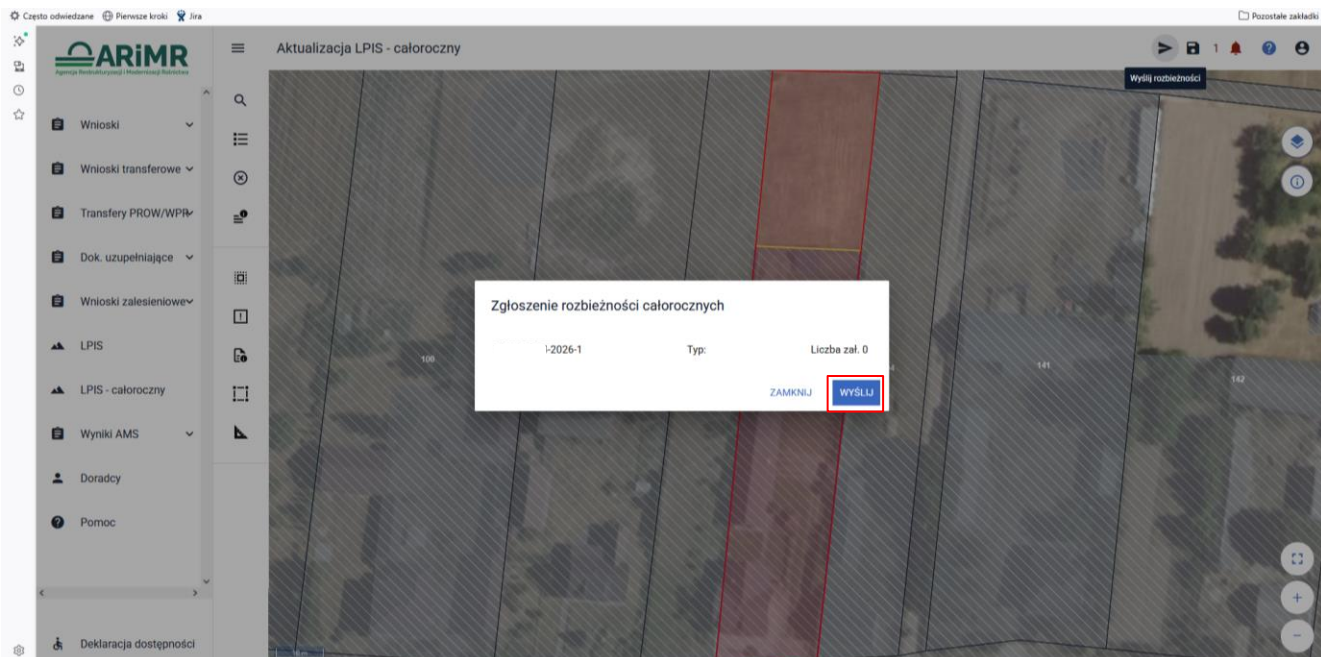 Często odwiedzane Pierwsze kroki Jira Pozostałe zakładki
ARiMR
Agencja Restrukturyzacji i Modernizacji Rolnictwa
Aktualizacja LPIS - całoroczny
1
Wyślij rozbieżności
Wnioski
Wnioski transferowe
Transfery PROW/WPR
Dok. uzupełniające
Wnioski zalesieniowe
LPIS
LPIS - całoroczny
Wyniki AMS
Doradcy
Pomoc
Deklaracja dostępności
Zgłoszenie rozbieżności całorocznych
-2026-1 Typ: Liczba zał. 0
ZAMKNIJ WYŚLIJ
108
141
142